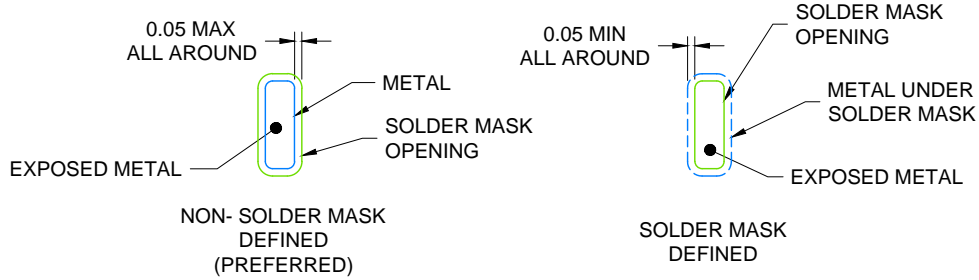 0.05 MAX
ALL AROUND
METAL
SOLDER MASK
OPENING
EXPOSED METAL
NON- SOLDER MASK
DEFINED
(PREFERRED)
0.05 MIN
ALL AROUND
SOLDER MASK
OPENING
METAL UNDER
SOLDER MASK
EXPOSED METAL
SOLDER MASK
DEFINED